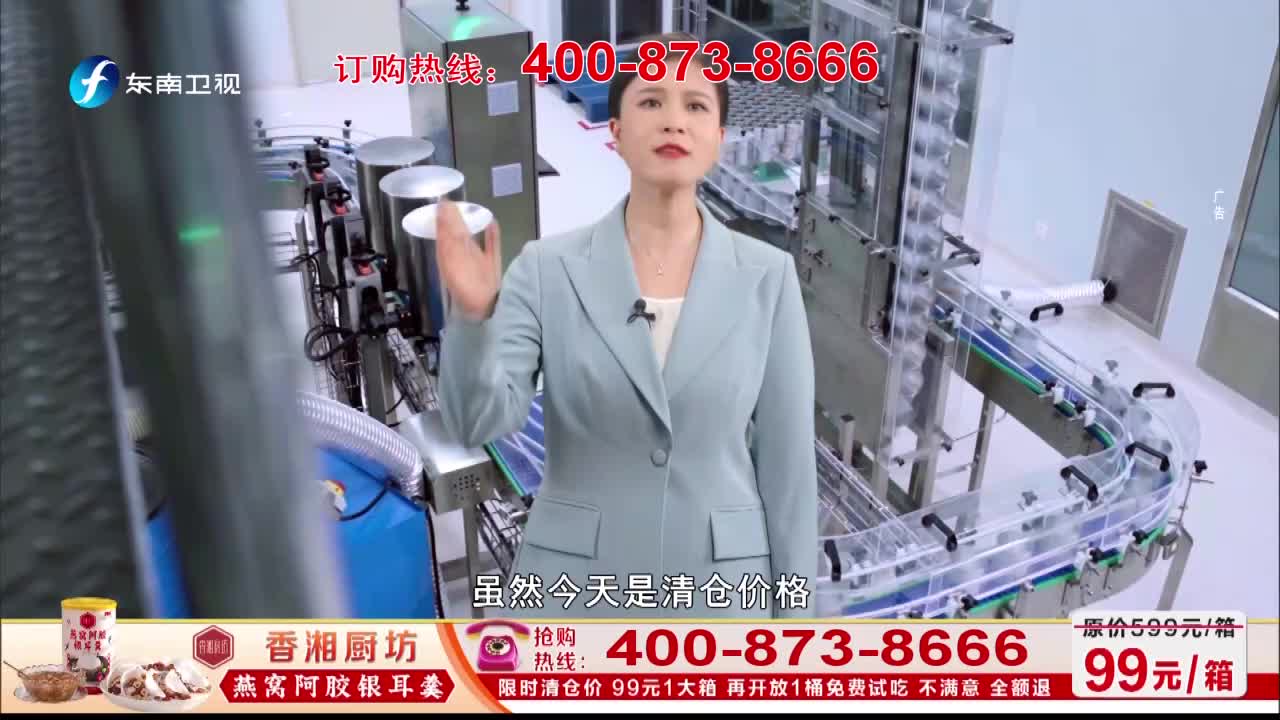 订购热线：400-873-8666
东南卫视
广告
虽然今天是清仓价格
香湘厨坊
燕窝阿胶银耳羹
香湘厨坊
燕窝阿胶银耳羹
抢购热线：400-873-8666
限时清仓价 99元1大箱 再开放1桶免费试吃 不满意 全额退
原价599元/箱
99元/箱